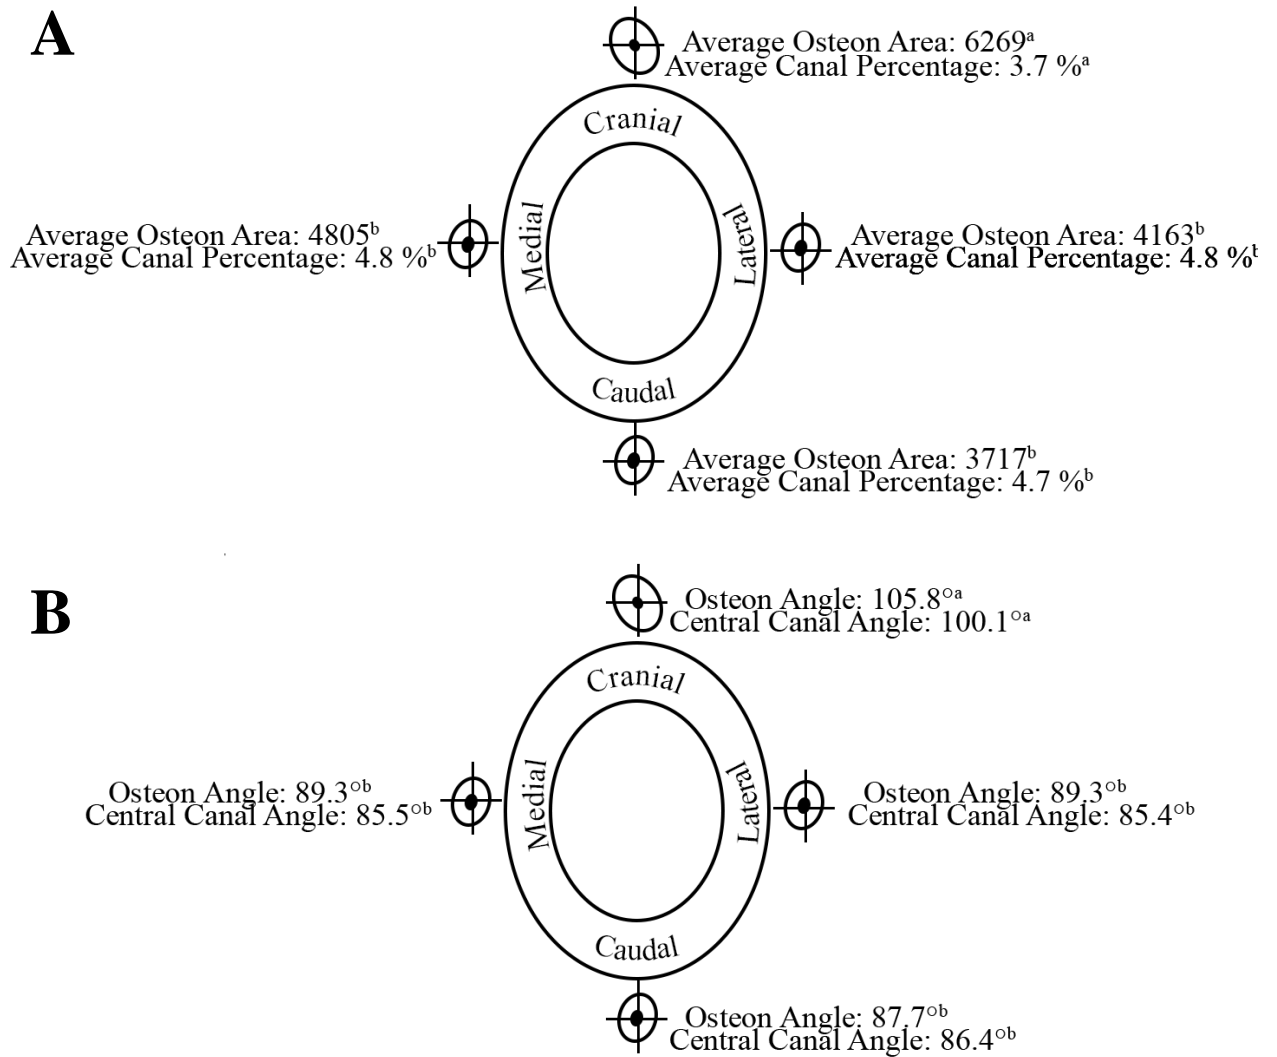 A
Average Osteon Area: 6269ᵃ
Average Canal Percentage: 3.7 %ᵃ
Cranial
Medial
Lateral
Caudal
Average Osteon Area: 4805ᵇ
Average Canal Percentage: 4.8 %ᵇ
Average Osteon Area: 4163ᵇ
Average Canal Percentage: 4.8 %ᵇ
Average Osteon Area: 3717ᵇ
Average Canal Percentage: 4.7 %ᵇ
B
Osteon Angle: 105.8°ᵃ
Central Canal Angle: 100.1°ᵃ
Cranial
Medial
Lateral
Caudal
Osteon Angle: 89.3°ᵇ
Central Canal Angle: 85.5°ᵇ
Osteon Angle: 89.3°ᵇ
Central Canal Angle: 85.4°ᵇ
Osteon Angle: 87.7°ᵇ
Central Canal Angle: 86.4°ᵇ